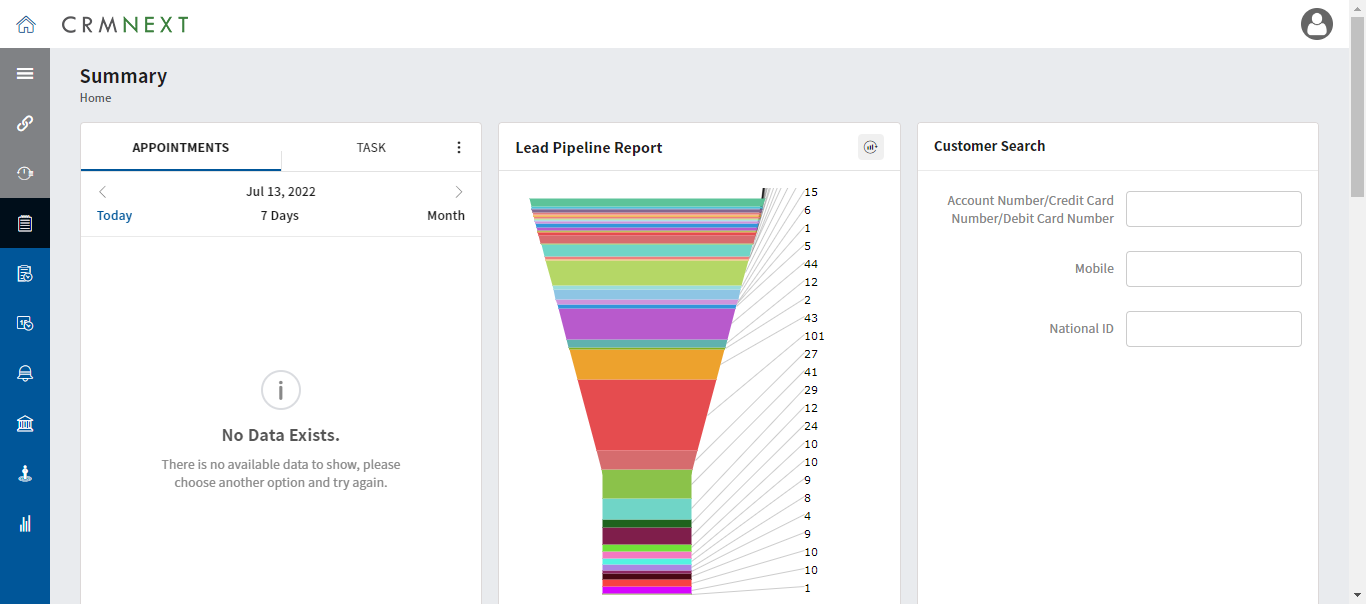 CRMNEXT
Summary
Home
APPOINTMENTS
TASK
Jul 13, 2022
Today
7 Days
Month
No Data Exists.
There is no available data to show, please
choose another option and try again.
Lead Pipeline Report
15
6
1
5
44
12
2
43
101
27
41
29
12
24
10
10
9
8
4
9
10
10
1
Customer Search
Account Number/Credit Card
Number/Debit Card Number
Mobile
National ID